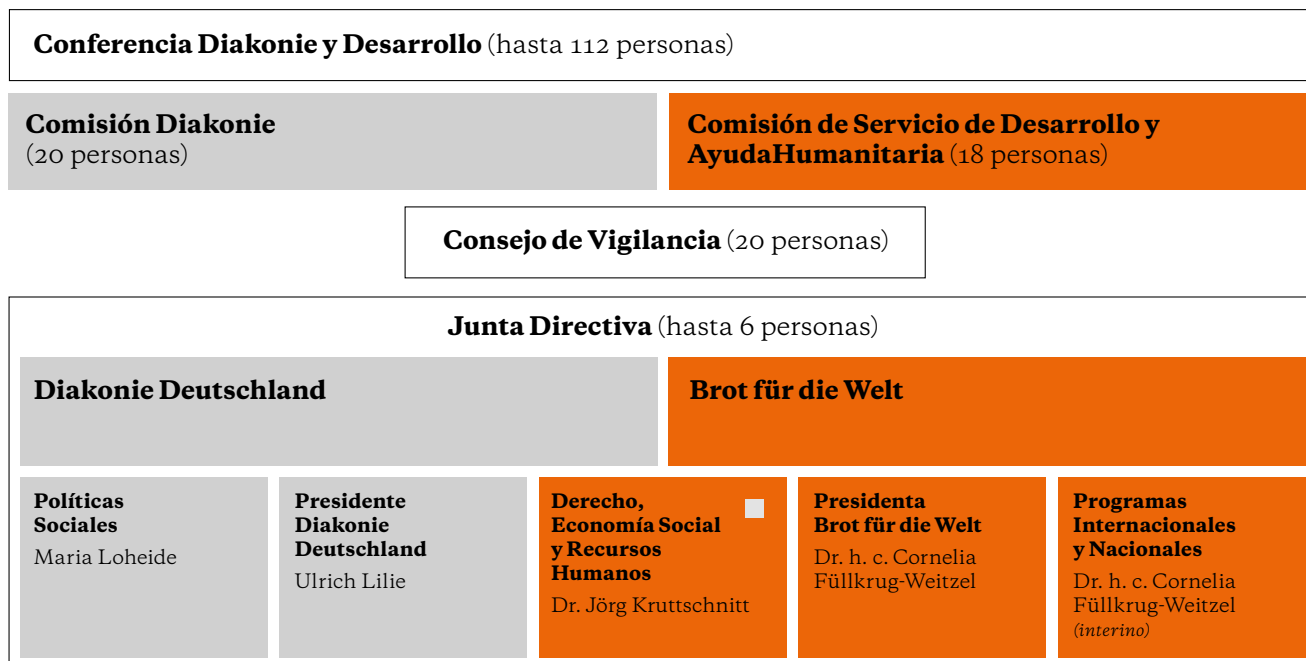 Conferencia Diakonie y Desarrollo (hasta 112 personas)
Comisión Diakonie
(20 personas)
Comisión de Servicio de Desarrollo y
AyudaHumanitaria (18 personas)
Consejo de Vigilancia (20 personas)
Junta Directiva (hasta 6 personas)
Diakonie Deutschland
Brot für die Welt
Políticas
Sociales
Maria Loheide
Presidente
Diakonie
Deutschland
Ulrich Lilie
Derecho,
Economía Social
y Recursos
Humanos
Dr. Jörg Kruttschnitt
Presidenta
Brot für die Welt
Dr. h. c. Cornelia
Füllkrug-Weitzel
Programas
Internacionales
y Nacionales
Dr. h. c. Cornelia
Füllkrug-Weitzel
(interino)